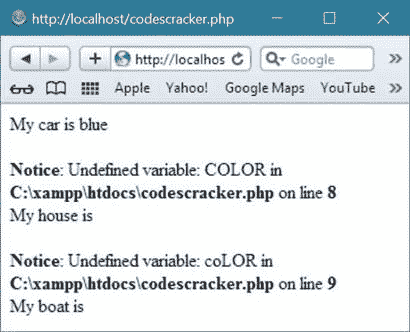 http://localhost/codescracker.php
http://localhos
Google
Apple Yahoo! Google Maps YouTube
My car is blue
Notice: Undefined variable: COLOR in
C:\xampp\htdocs\codescracker.php on line 8
My house is
Notice: Undefined variable: coLOR in
C:\xampp\htdocs\codescracker.php on line 9
My boat is